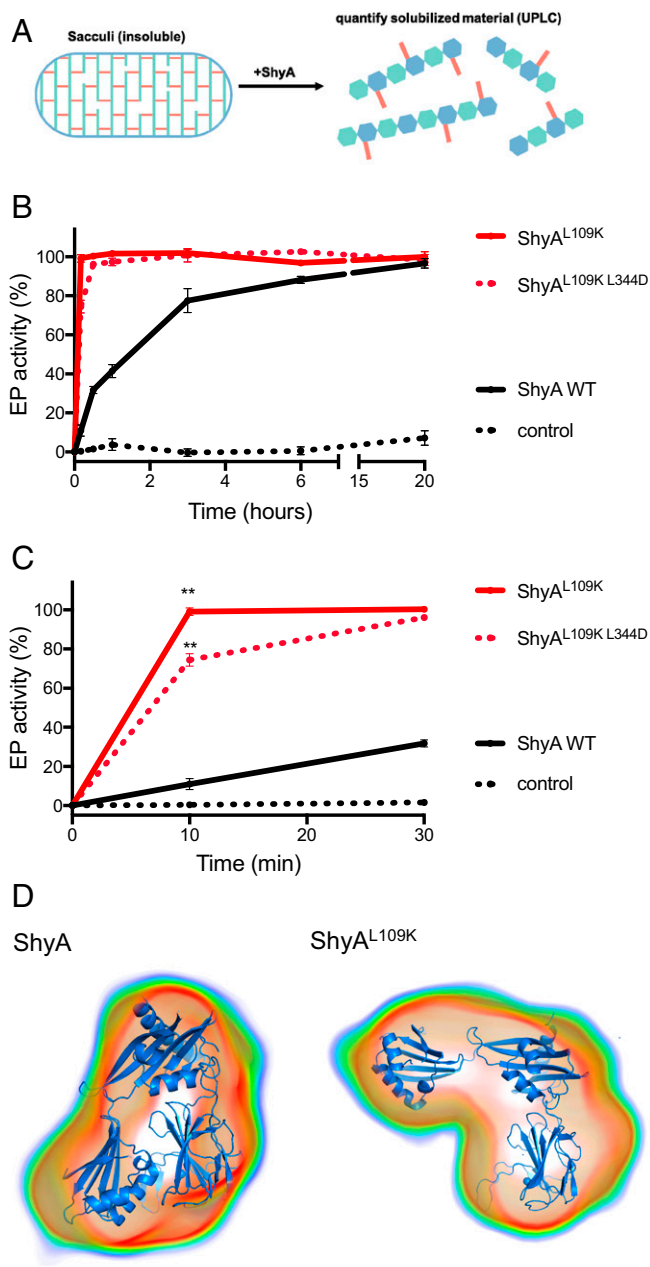 A
Sacculi (insoluble)
+ShyA
quantify solubilized material (UPLC)
B
EP activity (%)
100
80
60
40
20
0
0 2 4 6 15 20
Time (hours)
ShyA^L109K
ShyA^L109K L344D
ShyA WT
control
C
EP activity (%)
100
80
60
40
20
0
**
**
0 10 20 30
Time (min)
ShyA^L109K
ShyA^L109K L344D
ShyA WT
control
D
ShyA
ShyA^L109K